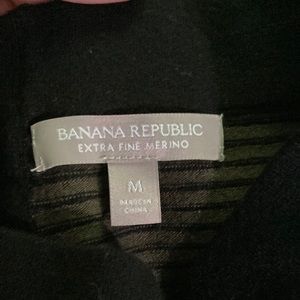 BANANA REPUBLIC
EXTRA FINE MERINO
M
MADE IN
CHINA